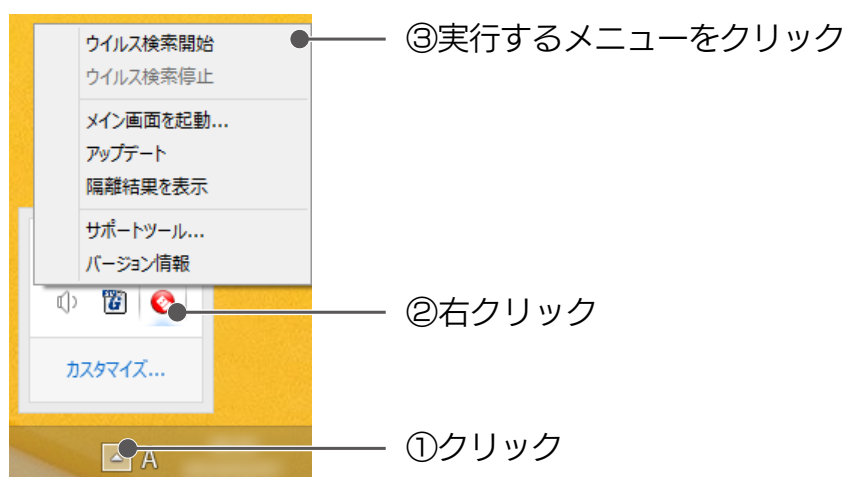 ウイルス検索開始
ウイルス検索停止
メイン画面を起動...
アップデート
隔離結果を表示
サポートツール...
バージョン情報
カスタマイズ...
A
③実行するメニューをクリック
②右クリック
①クリック